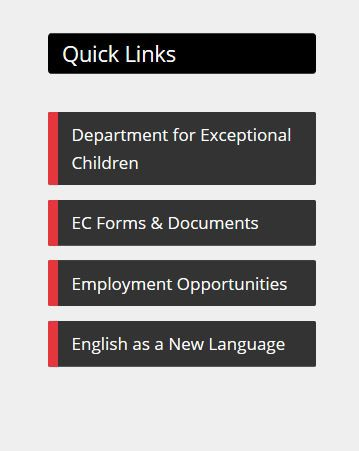 Quick Links
Department for Exceptional
Children
EC Forms & Documents
Employment Opportunities
English as a New Language